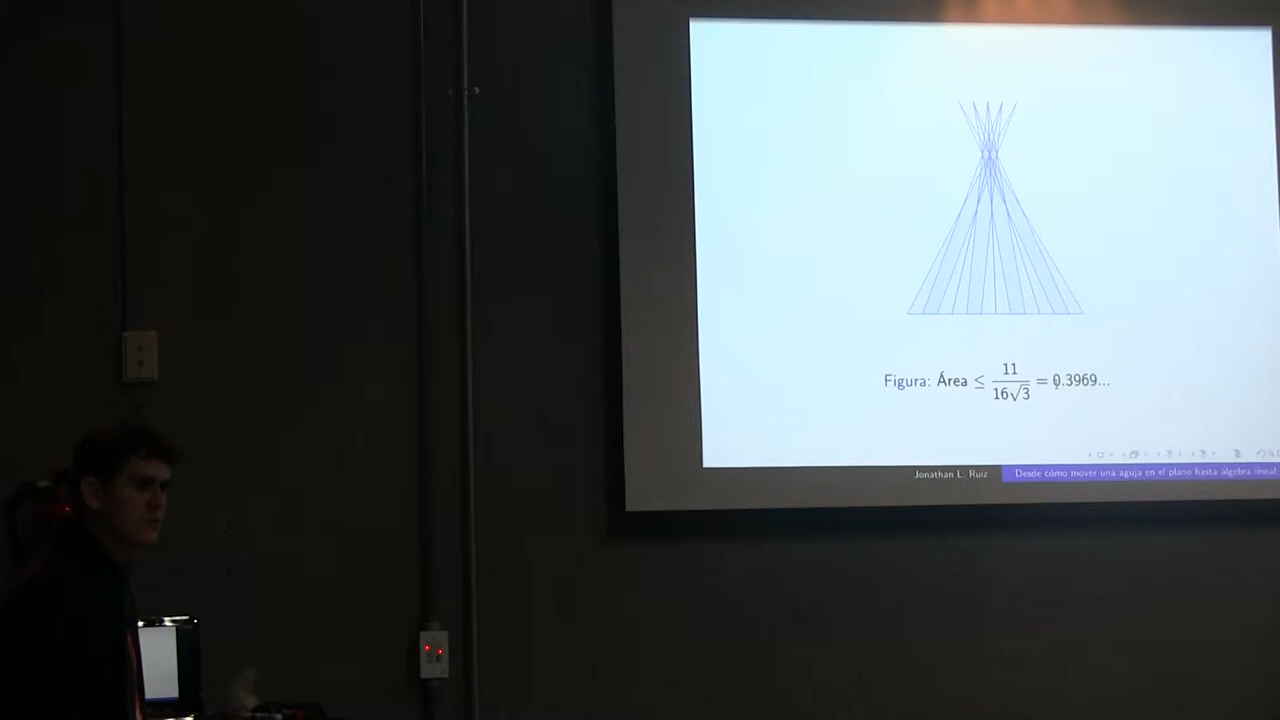 Figura: Área ≤ 11 / 16√3 = 0.3969...
Jonathan L. Ruiz
Desde cómo mover una aguja en el plano hasta álgebra lineal